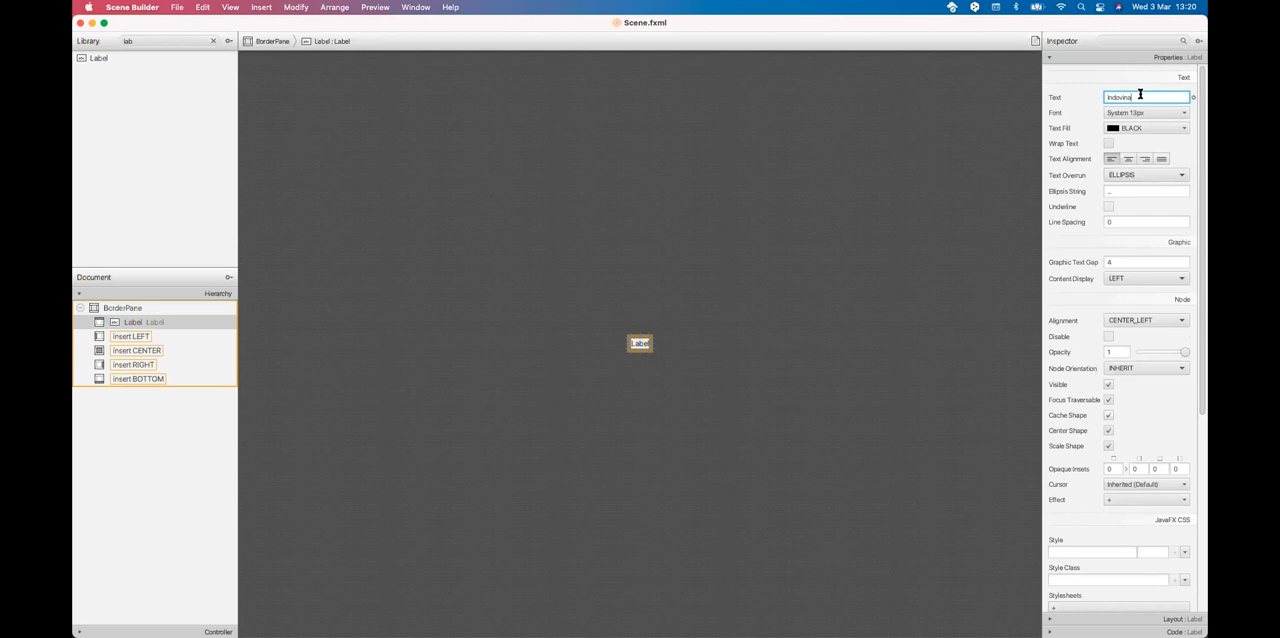 Scene Builder File Edit View Insert Modify Arrange Preview Window Help Wed 3 Mar 13:20
Scene.fxml
Library lab
Label
BorderPane Label : Label
Inspector
Properties : Label
Text
Text Indovina
Font System 13px
Text Fill BLACK
Wrap Text
Text Alignment
Text Overrun ELLIPSIS
Ellipsis String ...
Underline
Line Spacing 0
Graphic
Graphic Text Gap 4
Content Display LEFT
Node
Alignment CENTER_LEFT
Disable
Opacity 1
Node Orientation INHERIT
Visible
Focus Traversable
Cache Shape
Center Shape
Scale Shape
Opaque Insets 0 0 0 0
Cursor Inherited (Default)
Effect +
JavaFX CSS
Style
Style Class
Stylesheets
+
Layout : Label
Code : Label
Document
Hierarchy
BorderPane
Label Label
insert LEFT
insert CENTER
insert RIGHT
insert BOTTOM
Controller
Label